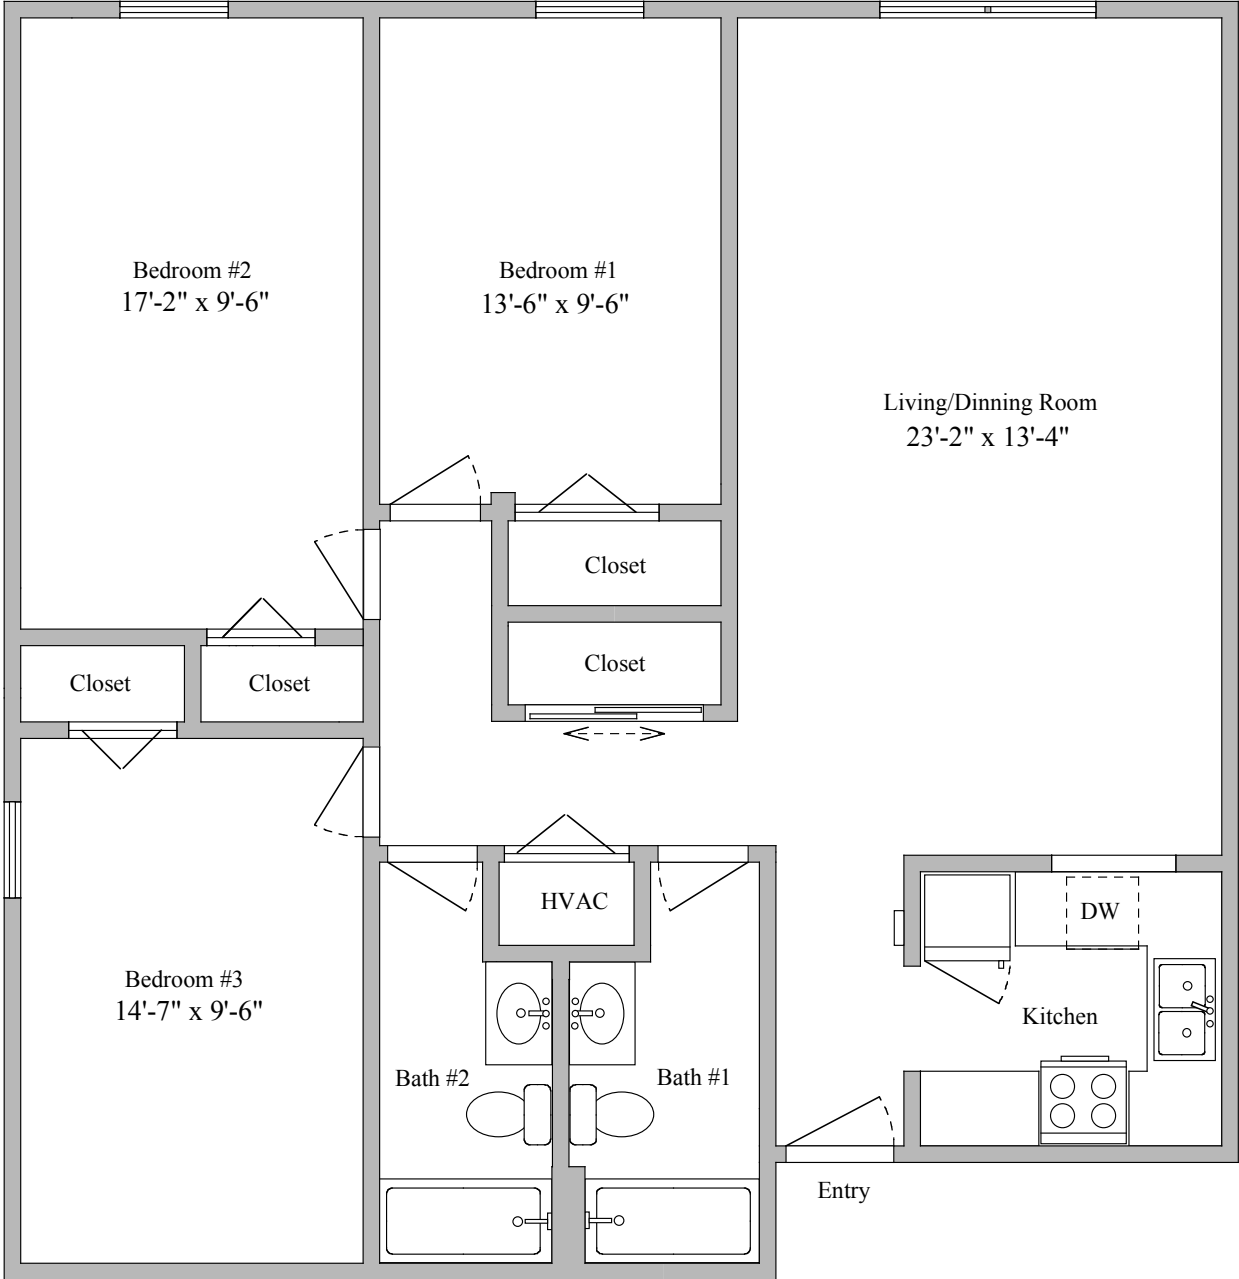 Bedroom #2
17'-2" x 9'-6"
Bedroom #1
13'-6" x 9'-6"
Living/Dinning Room
23'-2" x 13'-4"
Closet
Closet
Closet
Closet
HVAC
DW
Bedroom #3
14'-7" x 9'-6"
Kitchen
Bath #2
Bath #1
Entry